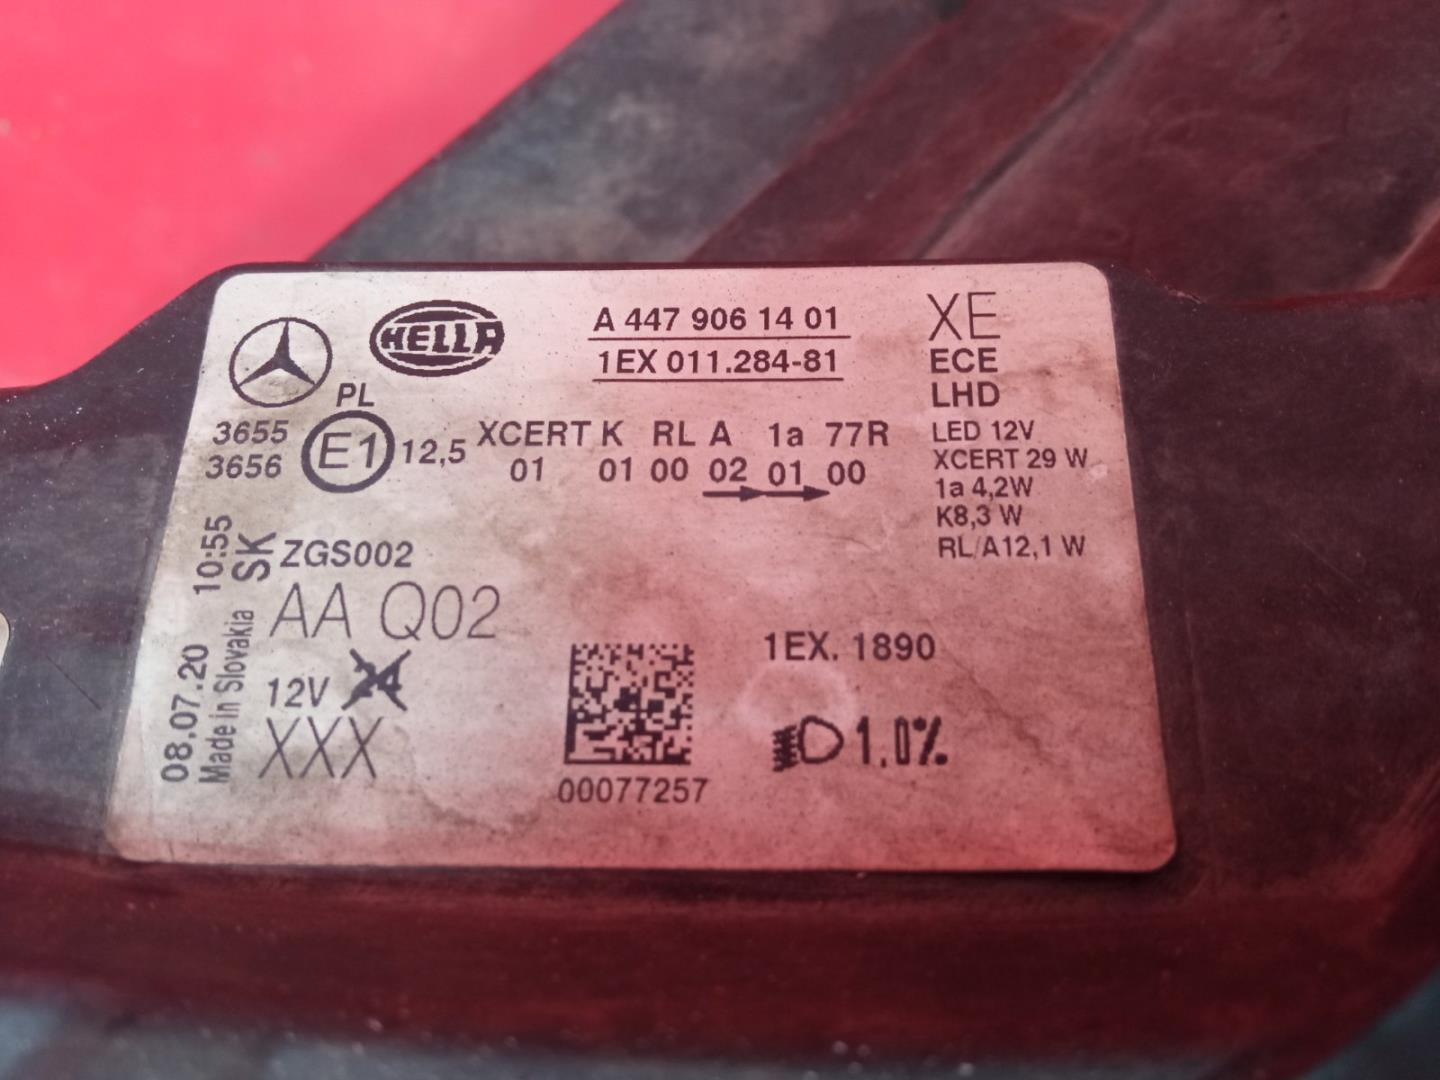 HELLA
A 447 906 14 01
1EX 011.284-81
XE
ECE
LHD
PL
3655
3656
E1
12,5
XCERT K RL A 1a 77R
01 01 00 02 01 00
LED 12V
XCERT 29 W
1a 4,2W
K8,3 W
RL/A12,1 W
08.07.20 10:55
Made in Slovakia SK
ZGS002
AA Q02
12V
XXX
00077257
1EX. 1890
1.0%